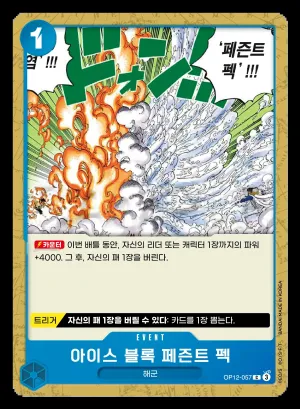 1
'페즌트
펙' !!!
염' !!!
카운터 이번 배틀 동안, 자신의 리더 또는 캐릭터 1장까지의 파워
+4000. 그 후, 자신의 패 1장을 버린다.
트리거 자신의 패 1장을 버릴 수 있다: 카드를 1장 뽑는다.
EVENT
아이스 블록 페즌트 펙
해군
OP12-057 R 3